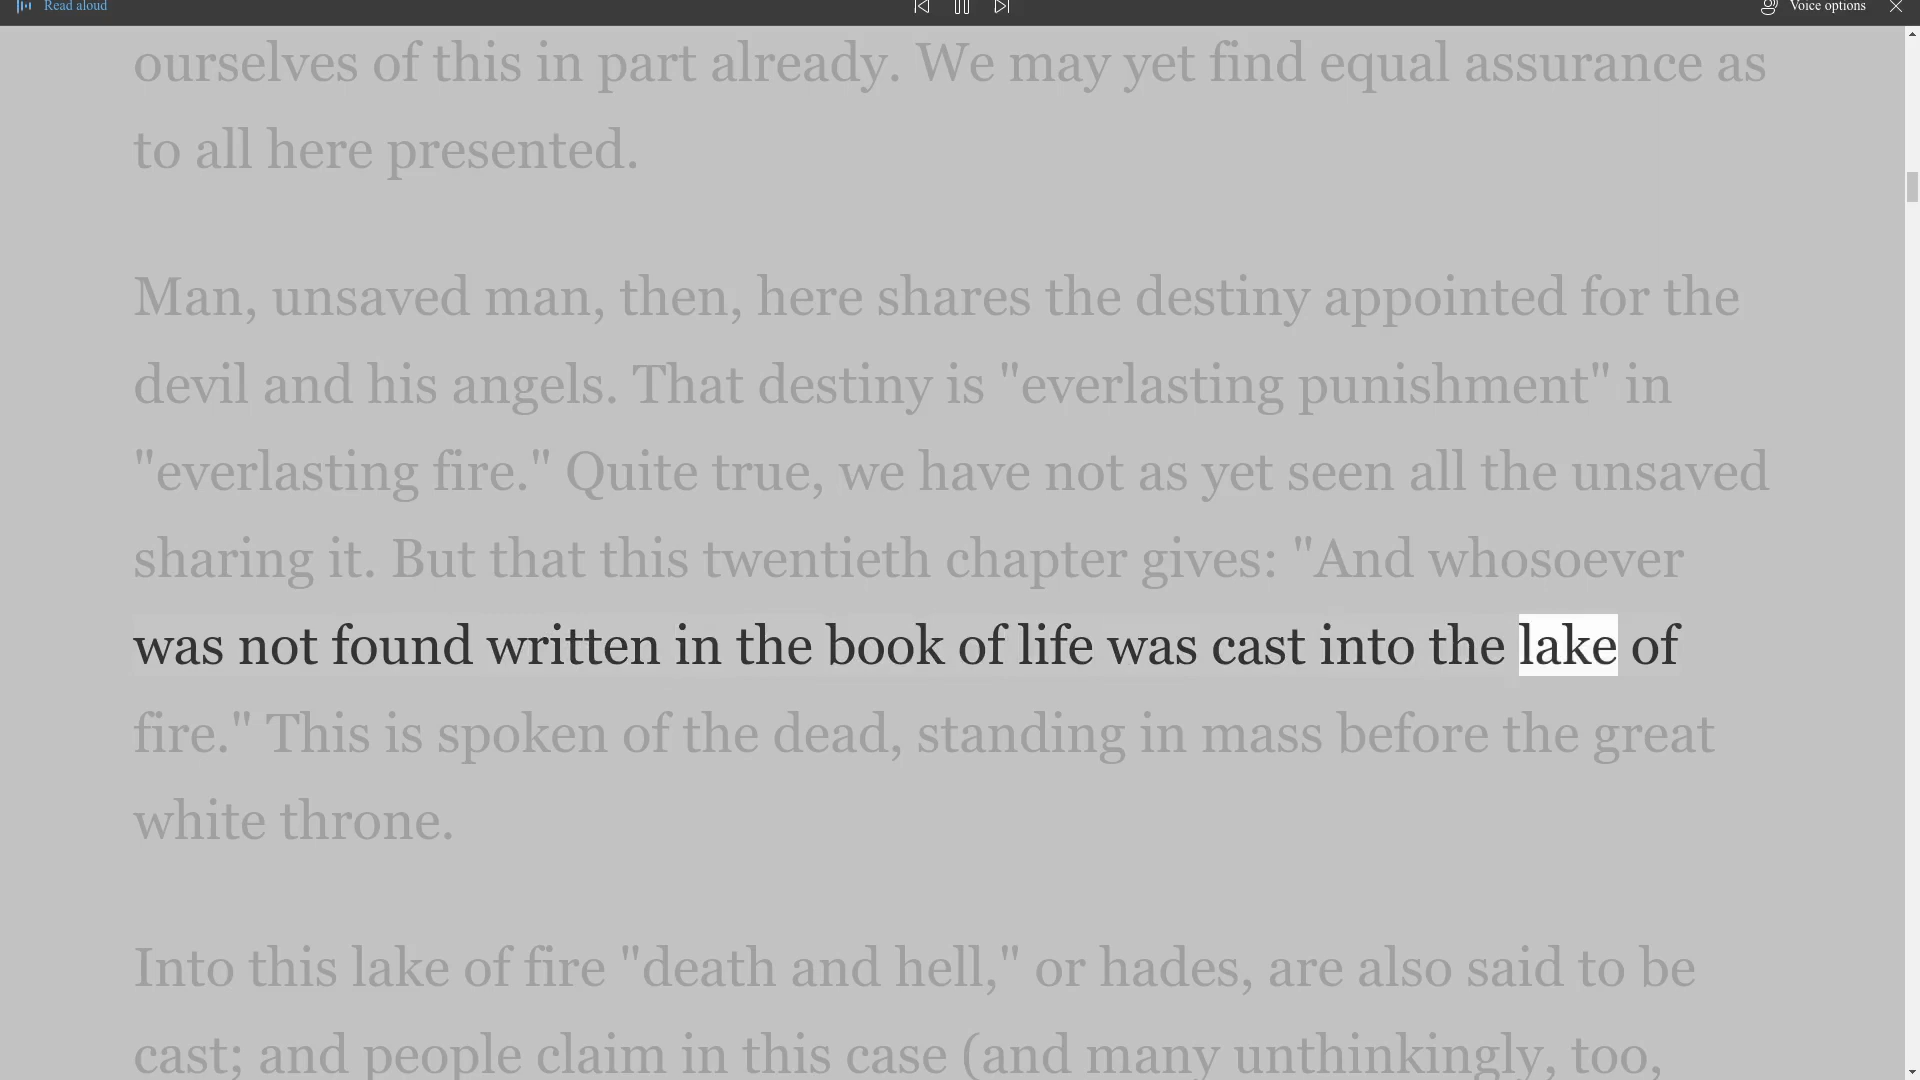 Read aloud
Voice options
ourselves of this in part already. We may yet find equal assurance as
to all here presented.
Man, unsaved man, then, here shares the destiny appointed for the
devil and his angels. That destiny is "everlasting punishment" in
"everlasting fire." Quite true, we have not as yet seen all the unsaved
sharing it. But that this twentieth chapter gives: "And whosoever
was not found written in the book of life was cast into the lake of
fire." This is spoken of the dead, standing in mass before the great
white throne.
Into this lake of fire "death and hell," or hades, are also said to be
cast; and people claim in this case (and many unthinkingly, too,